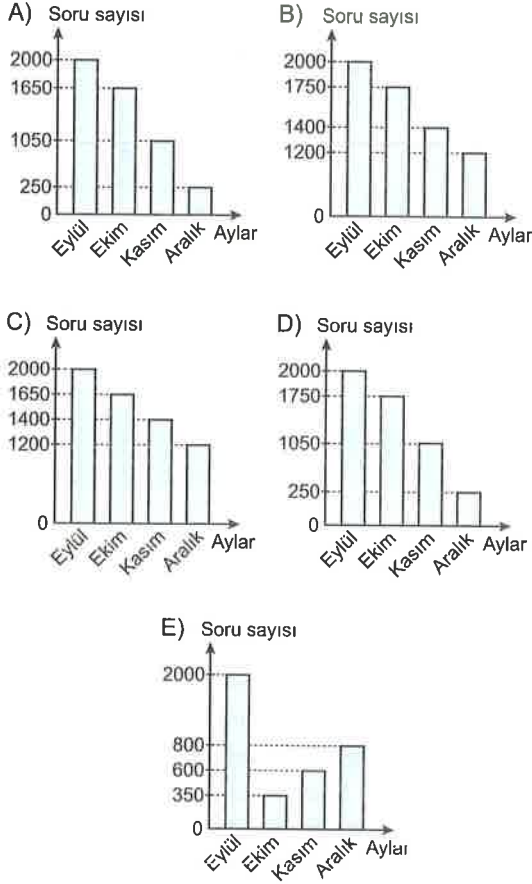 A) Soru sayısı
2000
1650
1050
250
0
Eylül Ekim Kasım Aralık Aylar
B) Soru sayısı
2000
1750
1400
1200
0
Eylül Ekim Kasım Aralık Aylar
C) Soru sayısı
2000
1650
1400
1200
0
Eylül Ekim Kasım Aralık Aylar
D) Soru sayısı
2000
1750
1050
250
0
Eylül Ekim Kasım Aralık Aylar
E) Soru sayısı
2000
800
600
350
0
Eylül Ekim Kasım Aralık Aylar